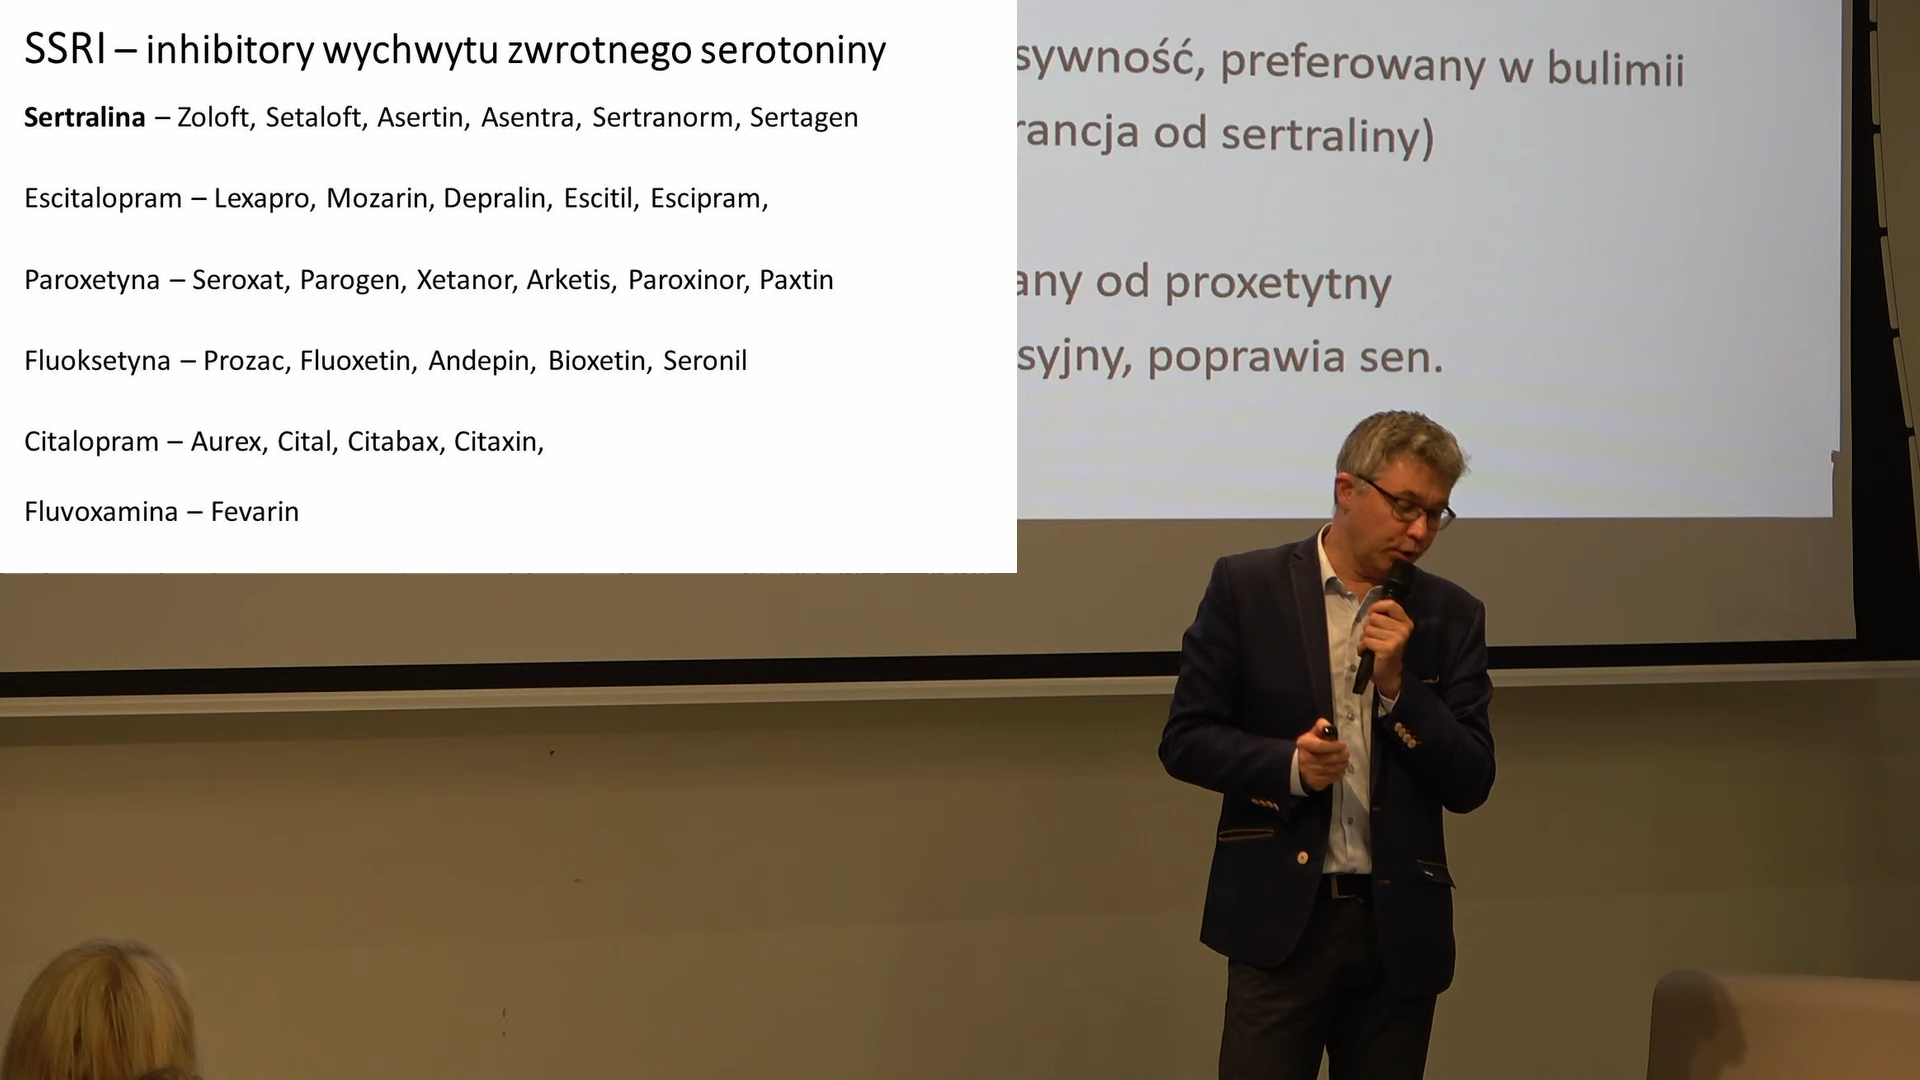 SSRI – inhibitory wychwytu zwrotnego serotoniny
Sertralina – Zoloft, Setaloft, Asertin, Asentra, Sertranorm, Sertagen
Escitalopram – Lexapro, Mozarin, Depralin, Escitil, Escipram,
Paroxetyna – Seroxat, Parogen, Xetanor, Arketis, Paroxinor, Paxtin
Fluoksetyna – Prozac, Fluoxetin, Andepin, Bioxetin, Seronil
Citalopram – Aurex, Cital, Citabax, Citaxin,
Fluvoxamina – Fevarin
sywność, preferowany w bulimii
rancja od sertraliny)
any od proxetytny
syjny, poprawia sen.